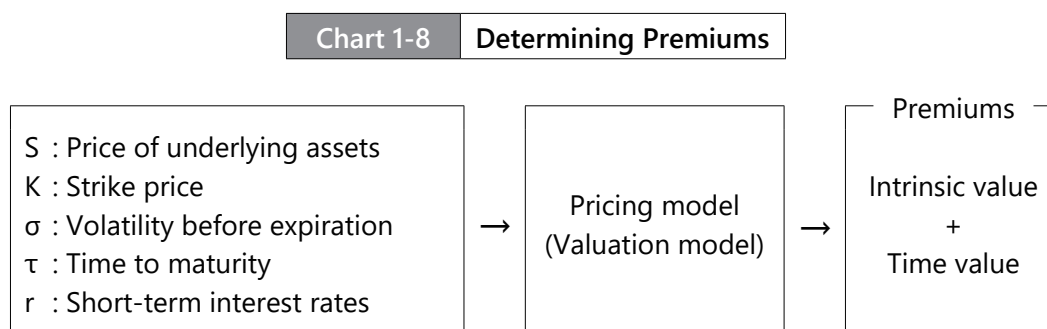 Chart 1-8 Determining Premiums
S : Price of underlying assets
K : Strike price
σ : Volatility before expiration
τ : Time to maturity
r : Short-term interest rates
→
Pricing model
(Valuation model)
→
Premiums
Intrinsic value
+
Time value